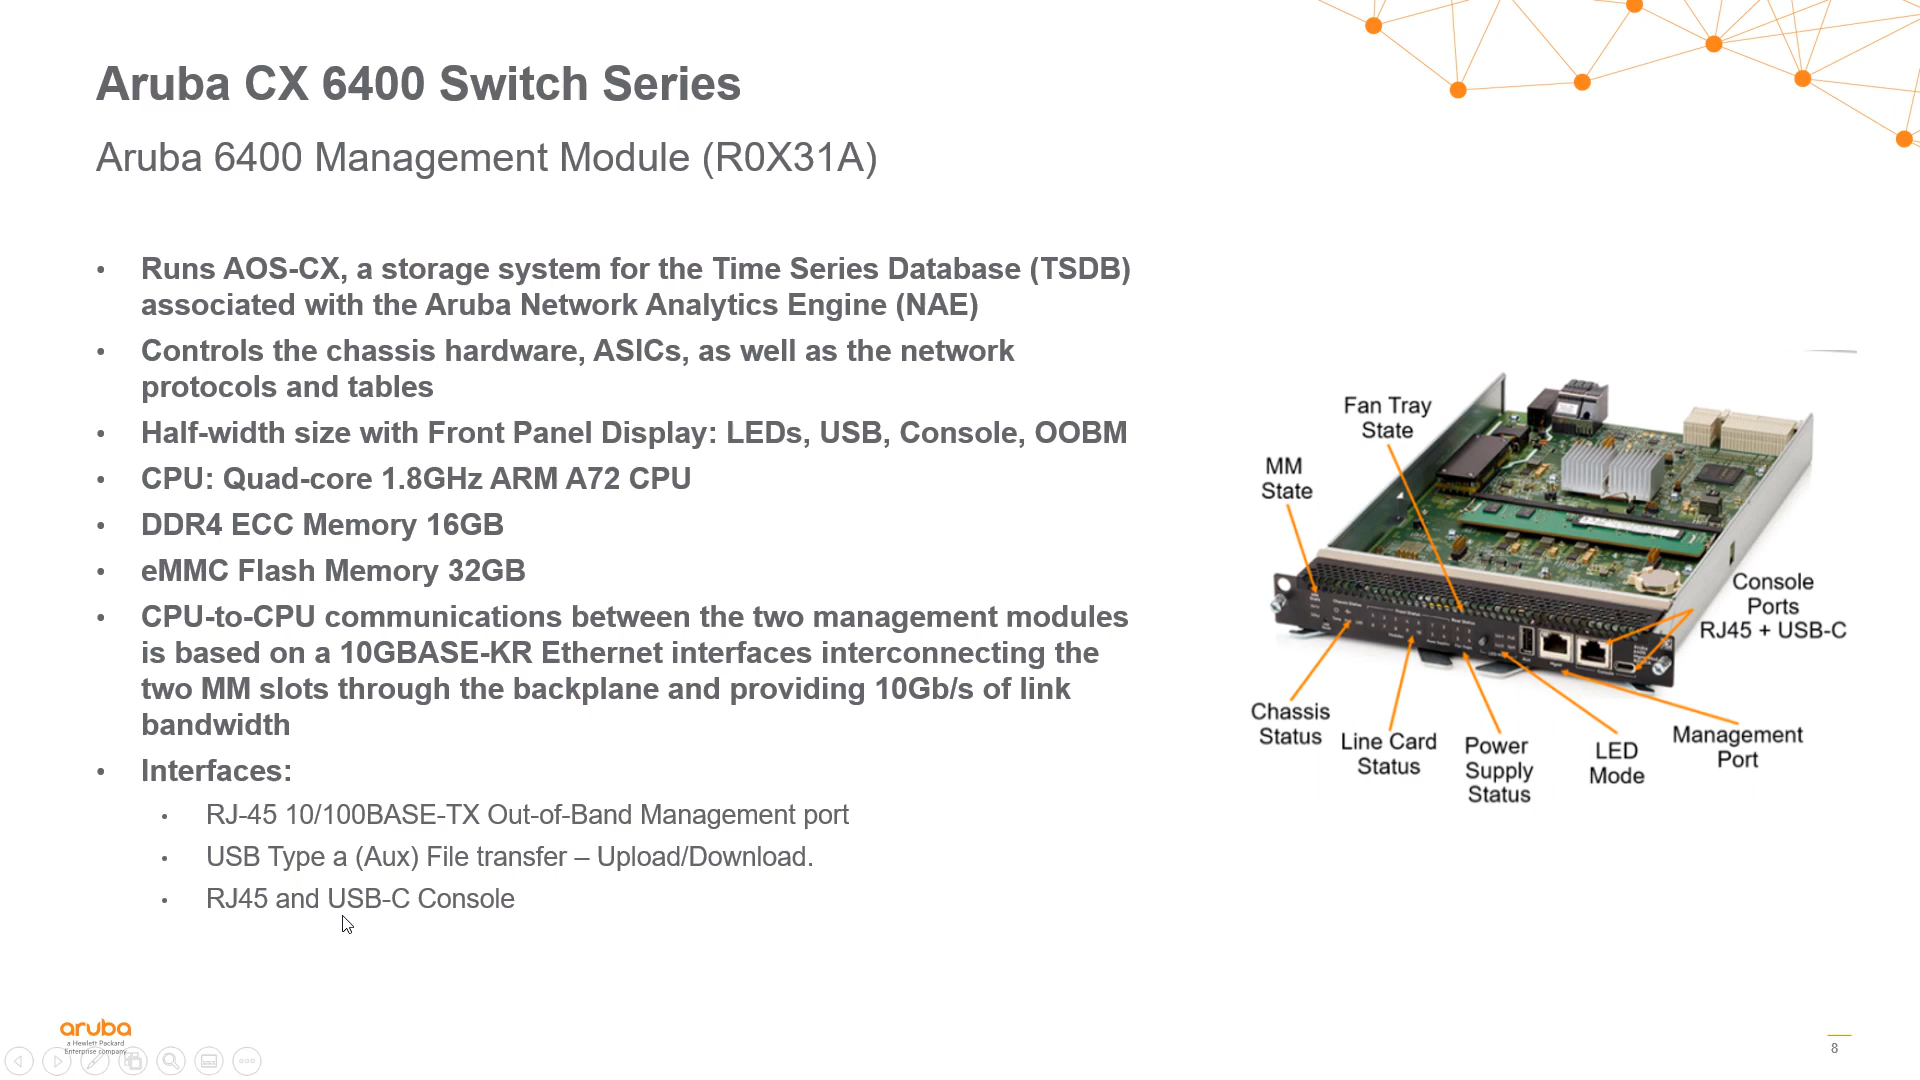 Aruba CX 6400 Switch Series
Aruba 6400 Management Module (R0X31A)
• Runs AOS-CX, a storage system for the Time Series Database (TSDB)
associated with the Aruba Network Analytics Engine (NAE)
• Controls the chassis hardware, ASICs, as well as the network
protocols and tables
• Half-width size with Front Panel Display: LEDs, USB, Console, OOBM
• CPU: Quad-core 1.8GHz ARM A72 CPU
• DDR4 ECC Memory 16GB
• eMMC Flash Memory 32GB
• CPU-to-CPU communications between the two management modules
is based on a 10GBASE-KR Ethernet interfaces interconnecting the
two MM slots through the backplane and providing 10Gb/s of link
bandwidth
• Interfaces:
• RJ-45 10/100BASE-TX Out-of-Band Management port
• USB Type a (Aux) File transfer – Upload/Download.
• RJ45 and USB-C Console
Fan Tray
State
MM
State
Console
Ports
RJ45 + USB-C
Chassis
Status
Line Card
Status
Power
Supply
Status
LED
Mode
Management
Port
aruba
a Hewlett Packard
Enterprise company
8